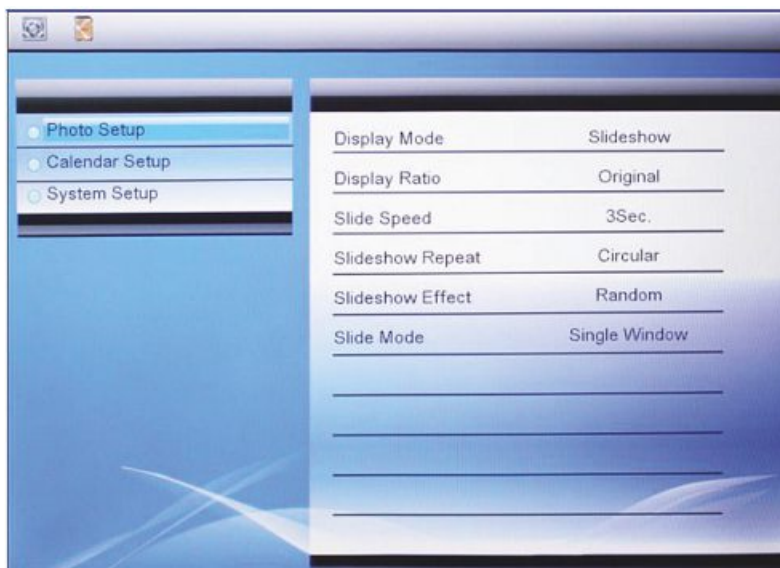 Photo Setup
Calendar Setup
System Setup
Display Mode Slideshow
Display Ratio Original
Slide Speed 3Sec.
Slideshow Repeat Circular
Slideshow Effect Random
Slide Mode Single Window